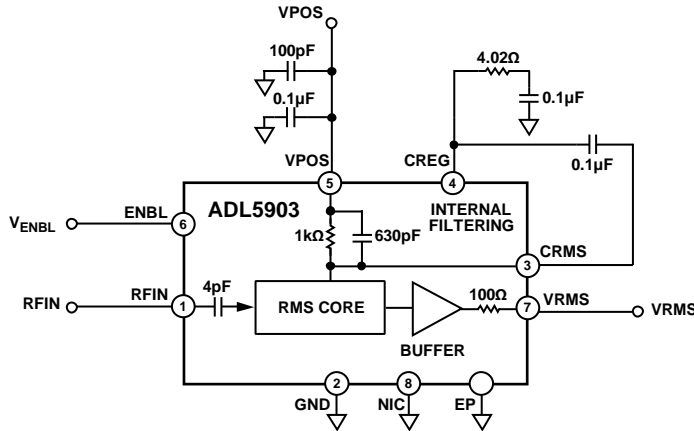 VPOS
100pF
0.1µF
VPOS
5
4.02Ω
0.1µF
0.1µF
CREG
4
ADL5903
INTERNAL
FILTERING
VENBL
ENBL
6
1kΩ
630pF
CRMS
3
RFIN
RFIN
1
4pF
RMS CORE
BUFFER
100Ω
VRMS
7
VRMS
2
GND
8
NIC
EP